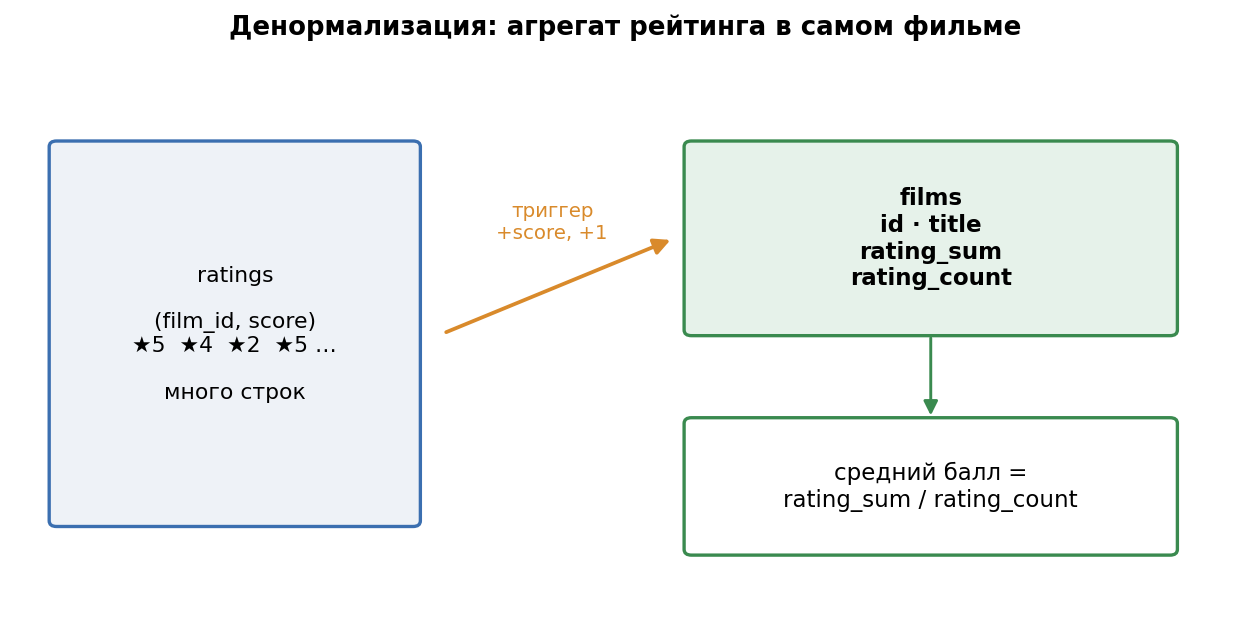 Денормализация: агрегат рейтинга в самом фильме
ratings
(film_id, score)
★5 ★4 ★2 ★5 ...
много строк
триггер
+score, +1
films
id · title
rating_sum
rating_count
средний балл =
rating_sum / rating_count